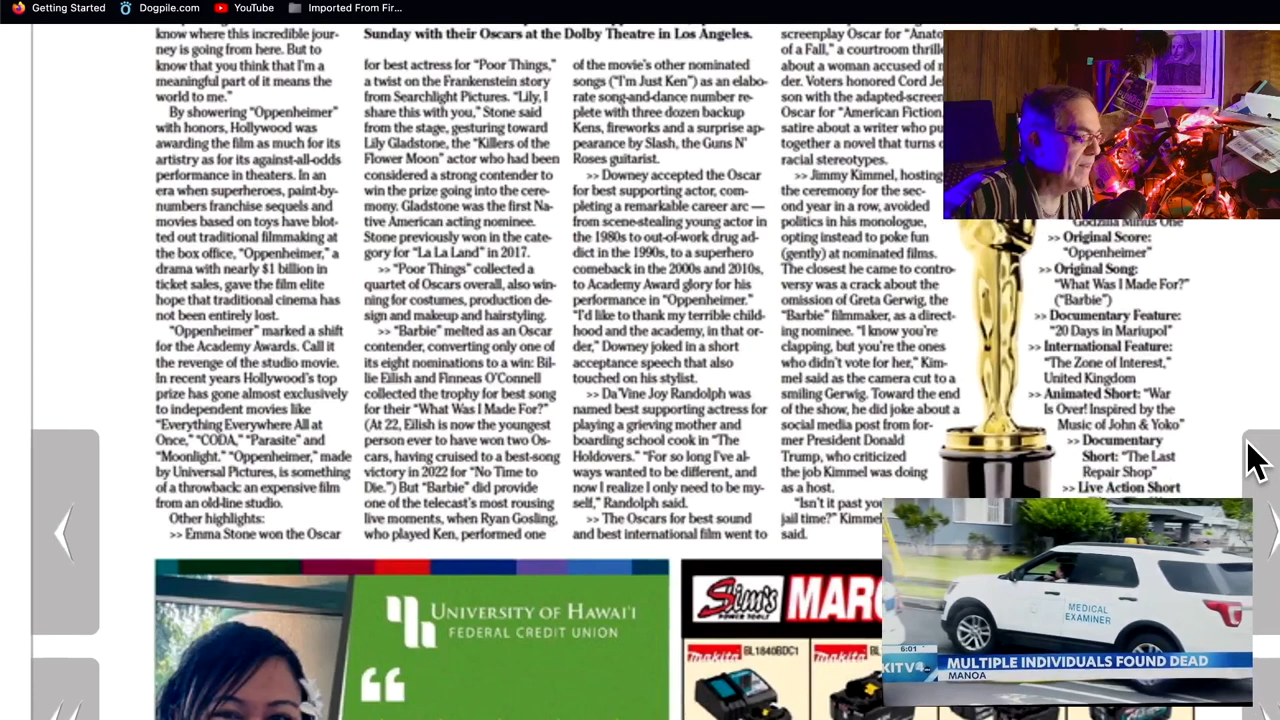 Getting Started
Dogpile.com
YouTube
Imported From Fir...
know where this incredible jour-
ney is going from here. But to
know that you think that I'm a
meaningful part of it means the
world to me."
By showering "Oppenheimer"
with honors, Hollywood was
awarding the film as much for its
artistry as for its against-all-odds
performance in theaters. In an
era when superheroes, paint-by-
numbers franchise sequels and
movies based on toys have blot-
ted out traditional filmmaking at
the box office, "Oppenheimer," a
drama with nearly $1 billion in
ticket sales, gave the film elite
hope that traditional cinema has
not been entirely lost.
"Oppenheimer" marked a shift
for the Academy Awards. Call it
the revenge of the studio movie.
In recent years Hollywood's top
prize has gone almost exclusively
to independent movies like
"Everything Everywhere All at
Once," "CODA," "Parasite" and
"Moonlight." "Oppenheimer," made
by Universal Pictures, is something
of a throwback: an expensive film
from an old-line studio.
Other highlights:
>> Emma Stone won the Oscar
Sunday with their Oscars at the Dolby Theatre in Los Angeles.
for best actress for "Poor Things,"
a twist on the Frankenstein story
from Searchlight Pictures. "Lily, I
share this with you," Stone said
from the stage, gesturing toward
Lily Gladstone, the "Killers of the
Flower Moon" actor who had been
considered a strong contender to
win the prize going into the cere-
mony. Gladstone was the first Na-
tive American acting nominee.
Stone previously won in the cate-
gory for "La La Land" in 2017.
>> "Poor Things" collected a
quartet of Oscars overall, also win-
ning for costumes, production de-
sign and makeup and hairstyling.
>> "Barbie" melted as an Oscar
contender, converting only one of
its eight nominations to a win: Bil-
lie Eilish and Finneas O'Connell
collected the trophy for best song
for their "What Was I Made For?"
(At 22, Eilish is now the youngest
person ever to have won two Os-
cars, having cruised to a best-song
victory in 2022 for "No Time to
Die.") But "Barbie" did provide
one of the telecast's most rousing
live moments, when Ryan Gosling,
who played Ken, performed one
of the movie's other nominated
songs ("I'm Just Ken") as an elabo-
rate song-and-dance number re-
plete with three dozen backup
Kens, fireworks and a surprise ap-
pearance by Slash, the Guns N'
Roses guitarist.
>> Downey accepted the Oscar
for best supporting actor, com-
pleting a remarkable career arc —
from scene-stealing young actor in
the 1980s to out-of-work drug ad-
dict in the 1990s, to a superhero
comeback in the 2000s and 2010s,
to Academy Award glory for his
performance in "Oppenheimer."
"I'd like to thank my terrible child-
hood and the academy, in that or-
der," Downey joked in a short
acceptance speech that also
touched on his stylist.
>> Da'Vine Joy Randolph was
named best supporting actress for
playing a grieving mother and
boarding school cook in "The
Holdovers." "For so long I've al-
ways wanted to be different, and
now I realize I only need to be my-
self," Randolph said.
>> The Oscars for best sound
and best international film went to
screenplay Oscar for "Anato
of a Fall," a courtroom thrille
about a woman accused of m
der. Voters honored Cord Jef
son with the adapted-screen
Oscar for "American Fiction,
satire about a writer who pu
together a novel that turns o
racial stereotypes.
>> Jimmy Kimmel, hosting
the ceremony for the sec-
ond year in a row, avoided
politics in his monologue,
opting instead to poke fun
(gently) at nominated films.
The closest he came to contro-
versy was a crack about the
omission of Greta Gerwig, the
"Barbie" filmmaker, as a direct-
ing nominee. "I know you're
clapping, but you're the ones
who didn't vote for her," Kim-
mel said as the camera cut to a
smiling Gerwig. Toward the end
of the show, he did joke about a
social media post from for-
mer President Donald
Trump, who criticized
the job Kimmel was doing
as a host.
"Isn't it past you
jail time?" Kimmel
said.
"Godzilla Minus One"
>> Original Score:
"Oppenheimer"
>> Original Song:
"What Was I Made For?"
("Barbie")
>> Documentary Feature:
"20 Days in Mariupol"
>> International Feature:
"The Zone of Interest,"
United Kingdom
>> Animated Short: "War
Is Over! Inspired by the
Music of John & Yoko"
>> Documentary
Short: "The Last
Repair Shop"
>> Live Action Short
UNIVERSITY OF HAWAI'I
FEDERAL CREDIT UNION
Sim's
POWER TOOLS
MARC
makita
BL1840BDC1
makita
MEDICAL
EXAMINER
6:01
KITV4
MULTIPLE INDIVIDUALS FOUND DEAD
MANOA